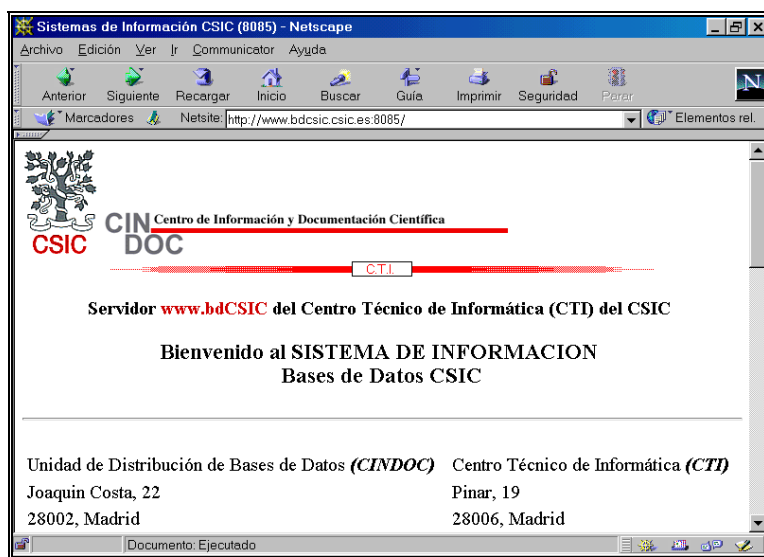 Sistemas de Información CSIC (8085) - Netscape
Archivo Edición Ver Ir Communicator Ayuda
Anterior Siguiente Recargar Inicio Buscar Guía Imprimir Seguridad Parar
N
Marcadores Netsite: http://www.bdcsic.csic.es:8085/ Elementos rel.
CSIC
CINDOC
Centro de Información y Documentación Científica
C.T.I.
Servidor www.bdCSIC del Centro Técnico de Informática (CTI) del CSIC
Bienvenido al SISTEMA DE INFORMACION
Bases de Datos CSIC
Unidad de Distribución de Bases de Datos (CINDOC) Centro Técnico de Informática (CTI)
Joaquin Costa, 22 Pinar, 19
28002, Madrid 28006, Madrid
Documento: Ejecutado